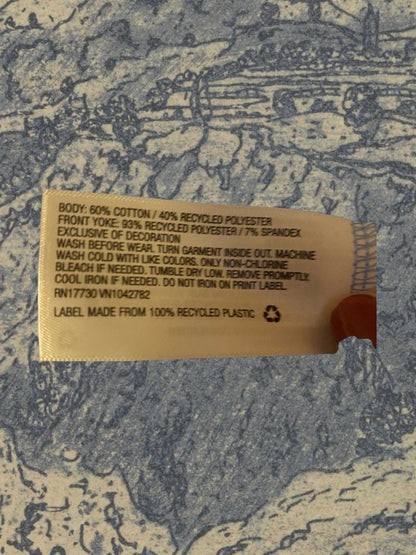 BODY: 60% COTTON / 40% RECYCLED POLYESTER
FRONT YOKE: 93% RECYCLED POLYESTER / 7% SPANDEX
EXCLUSIVE OF DECORATION
WASH BEFORE WEAR. TURN GARMENT INSIDE OUT. MACHINE
WASH COLD WITH LIKE COLORS. ONLY NON-CHLORINE
BLEACH IF NEEDED. TUMBLE DRY LOW. REMOVE PROMPTLY.
COOL IRON IF NEEDED. DO NOT IRON ON PRINT LABEL.
RN17730 VN1042782
LABEL MADE FROM 100% RECYCLED PLASTIC